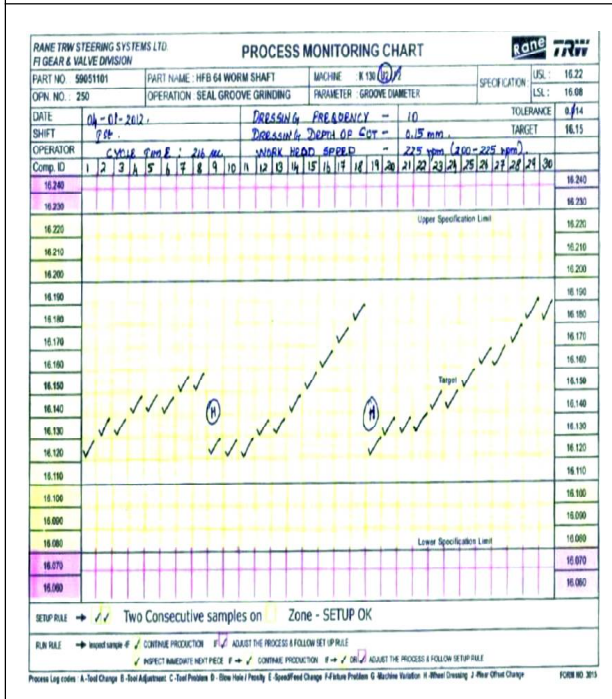 RANE TRW STEERING SYSTEMS LTD.
FI GEAR & VALVE DIVISION
PROCESS MONITORING CHART
Rane TRW
PART NO. 59051101 PART NAME : HFB 64 WORM SHAFT MACHINE : K 130 SPECIFICATION USL : 16.22
OPN. NO. : 250 OPERATION : SEAL GROOVE GRINDING PARAMETER : GROOVE DIAMETER LSL : 16.08
DATE DRESSING FREQUENCY - 10 TOLERANCE 0.14
SHIFT DRESSING DEPTH OF CUT - 0.15 mm. TARGET 16.15
OPERATOR CYCLE TIME : 216 WORK HEAD SPEED - 225 rpm (200-225 rpm).
Comp. ID 1 2 3 4 5 6 7 8 9 10 11 12 13 14 15 16 17 18 19 20 21 22 23 24 25 26 27 28 29 30
16.240 16.240
16.230 16.230
Upper Specification Limit
16.220 16.220
16.210 16.210
16.200 16.200
16.190 16.190
16.180 16.180
16.170 16.170
16.160 16.160
Target
16.150 16.150
16.140 H H 16.140
16.130 16.130
16.120 16.120
16.110 16.110
16.100 16.100
16.090 16.090
16.080 Lower Specification Limit 16.080
16.070 16.070
16.060 16.060
SETUP RULE → ✓✓ Two Consecutive samples on Zone - SETUP OK
RUN RULE → Inspect sample if ✓ CONTINUE PRODUCTION IF ✓ ADJUST THE PROCESS & FOLLOW SET UP RULE
✓ INSPECT IMMEDIATE NEXT PIECE IF → ✓ CONTINUE PRODUCTION IF → ✓ OR ✓ ADJUST THE PROCESS & FOLLOW SETUP RULE
Process Log codes : A -Tool Change B -Tool Adjustment C -Tool Problem D - Blow Hole / Porosity E -Speed/Feed Change F-Fixture Problem G -Machine Variation H -Wheel Dressing J -Wear Offset Change FORM NO. 3015